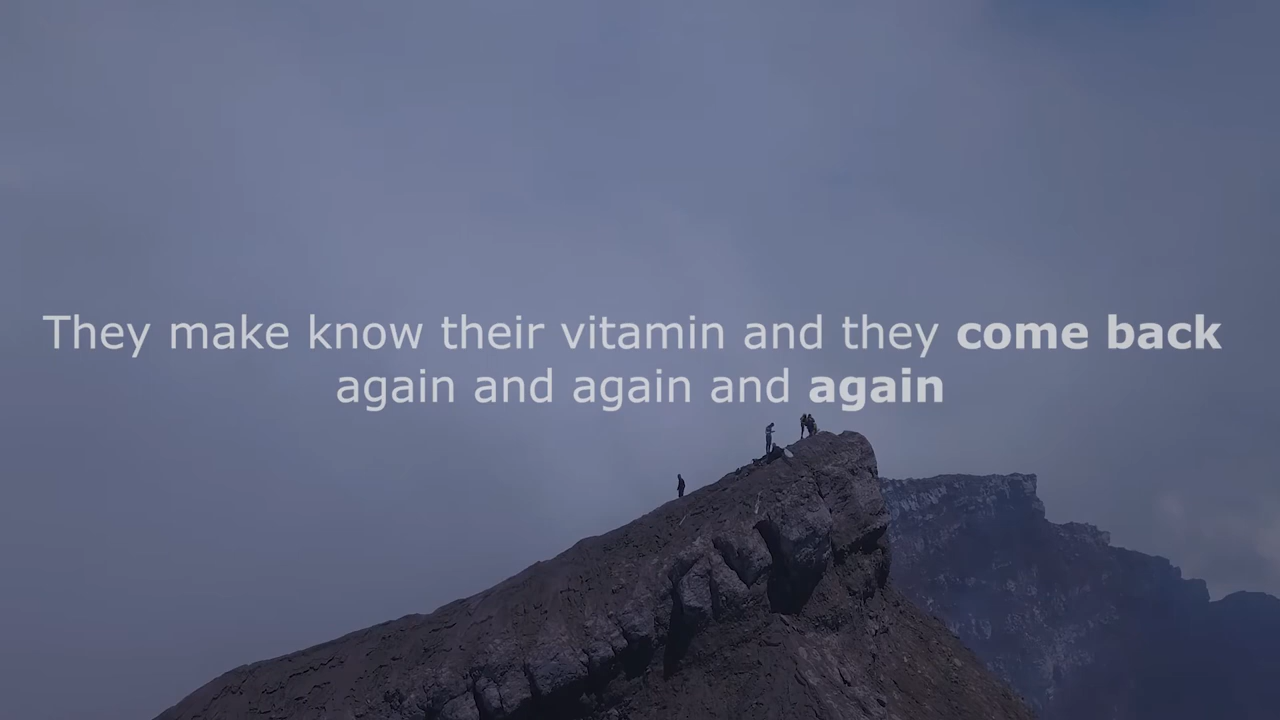 They make know their vitamin and they come back
again and again and again